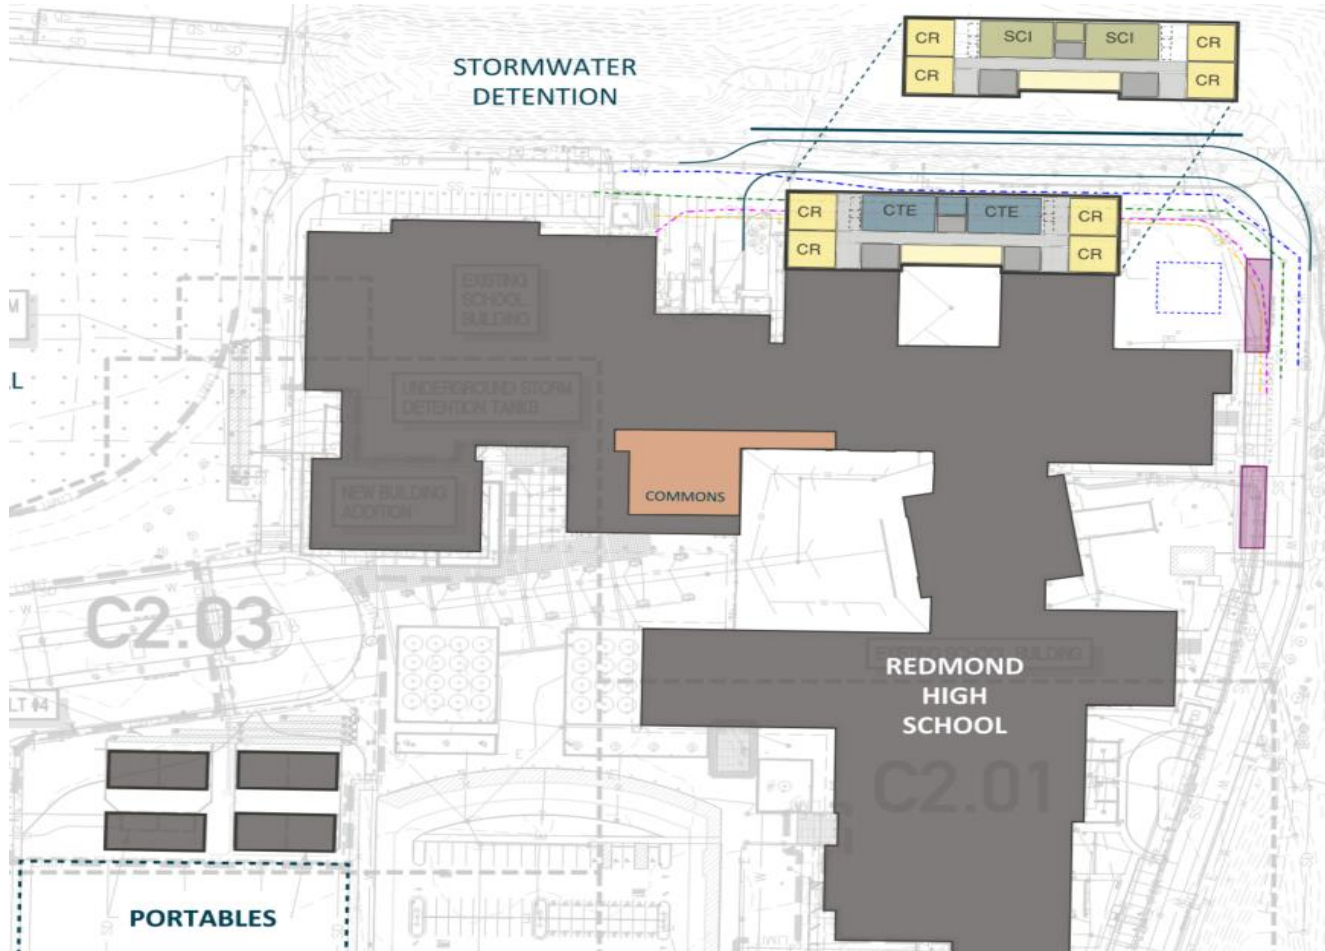 STORMWATER
DETENTION
CR
SCI
SCI
CR
CR
CR
CR
CTE
CTE
CR
CR
CR
EXISTING
SCHOOL
BUILDING
UNDERGROUND STORM
DETENTION TANKS
NEW BUILDING
ADDITION
COMMONS
C2.03
EXISTING SCHOOL BUILDING
REDMOND
HIGH
SCHOOL
C2.01
PORTABLES